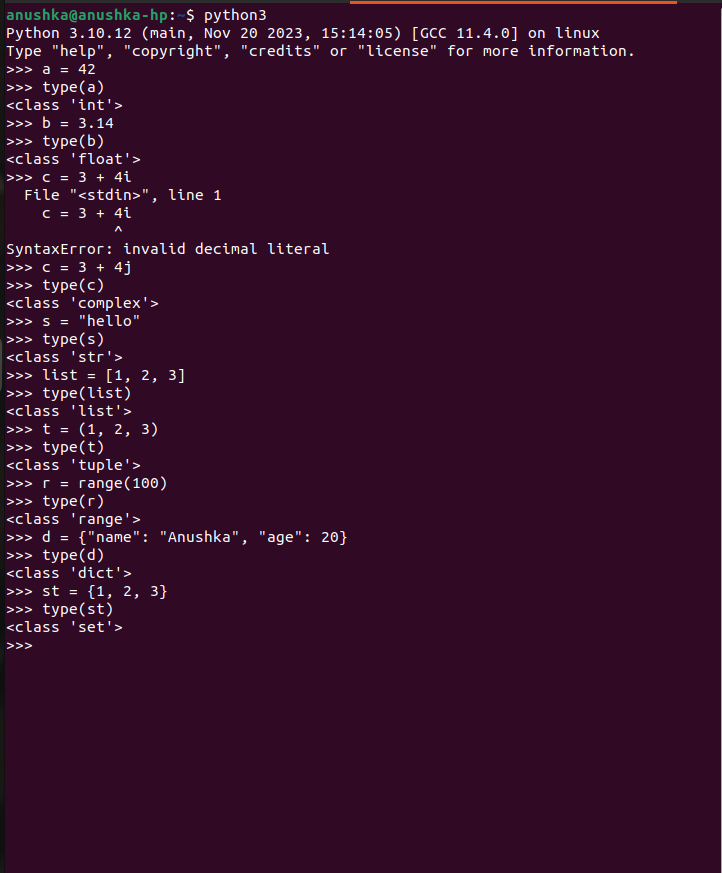 anushka@anushka-hp:~$ python3
Python 3.10.12 (main, Nov 20 2023, 15:14:05) [GCC 11.4.0] on linux
Type "help", "copyright", "credits" or "license" for more information.
>>> a = 42
>>> type(a)
<class 'int'>
>>> b = 3.14
>>> type(b)
<class 'float'>
>>> c = 3 + 4i
  File "<stdin>", line 1
    c = 3 + 4i
            ^
SyntaxError: invalid decimal literal
>>> c = 3 + 4j
>>> type(c)
<class 'complex'>
>>> s = "hello"
>>> type(s)
<class 'str'>
>>> list = [1, 2, 3]
>>> type(list)
<class 'list'>
>>> t = (1, 2, 3)
>>> type(t)
<class 'tuple'>
>>> r = range(100)
>>> type(r)
<class 'range'>
>>> d = {"name": "Anushka", "age": 20}
>>> type(d)
<class 'dict'>
>>> st = {1, 2, 3}
>>> type(st)
<class 'set'>
>>>